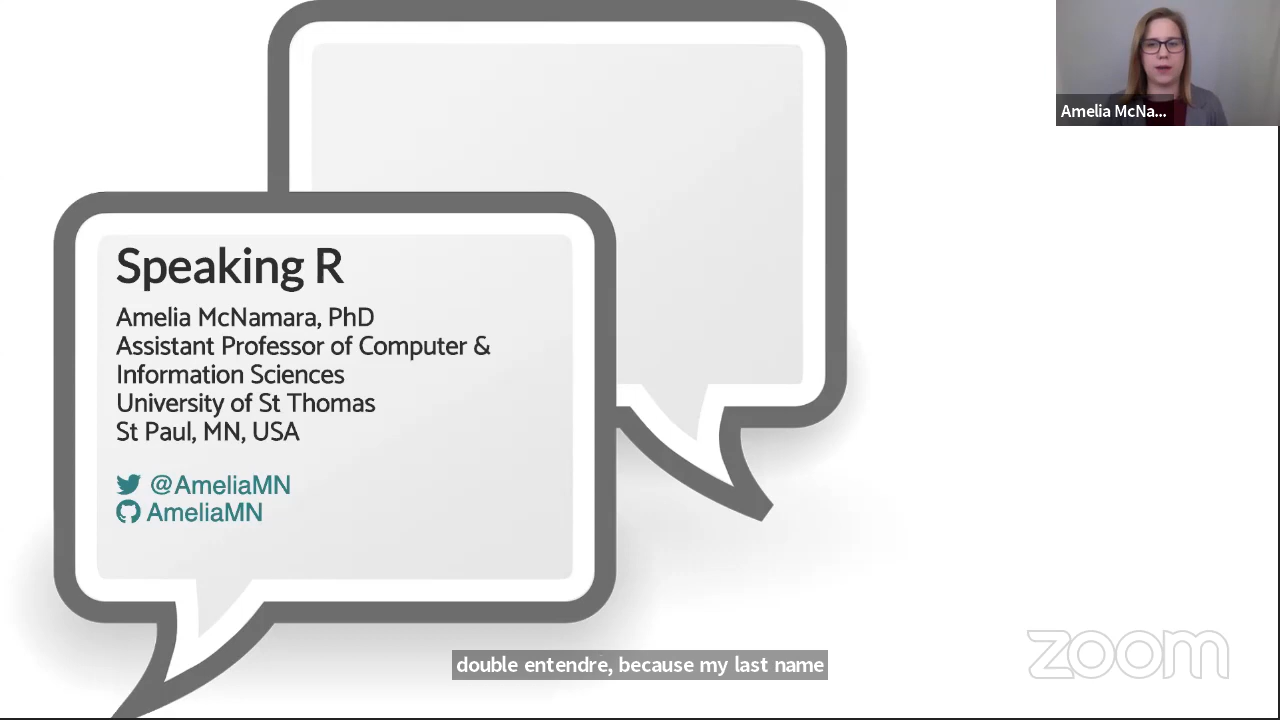 Amelia McNa...
Speaking R
Amelia McNamara, PhD
Assistant Professor of Computer &
Information Sciences
University of St Thomas
St Paul, MN, USA
@AmeliaMN
AmeliaMN
double entendre, because my last name
zoom